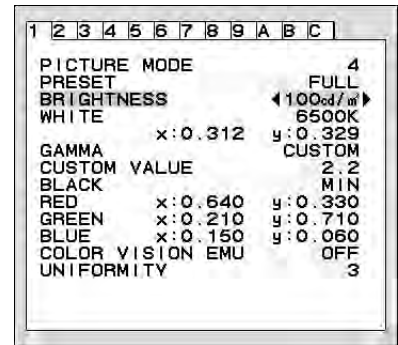 1 2 3 4 5 6 7 8 9 A B C
PICTURE MODE 4
PRESET FULL
BRIGHTNESS ◀100cd/㎡▶
WHITE 6500K
x:0.312 y:0.329
GAMMA CUSTOM
CUSTOM VALUE 2.2
BLACK MIN
RED x:0.640 y:0.330
GREEN x:0.210 y:0.710
BLUE x:0.150 y:0.060
COLOR VISION EMU OFF
UNIFORMITY 3